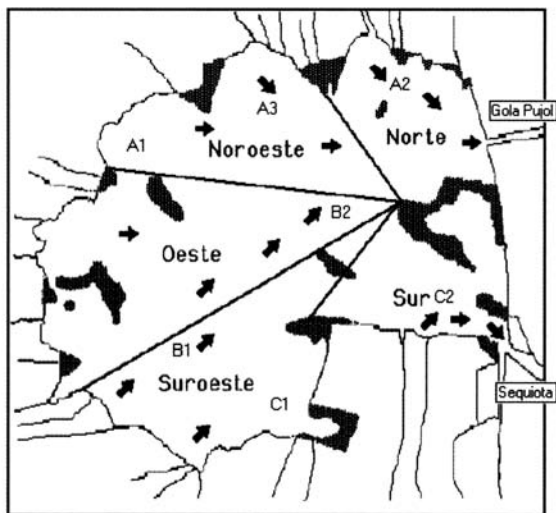 A2
A3
Gola Pujol
A1
Noroeste
Norte
B2
Oeste
Sur C2
B1
Suroeste
Sequiota
C1